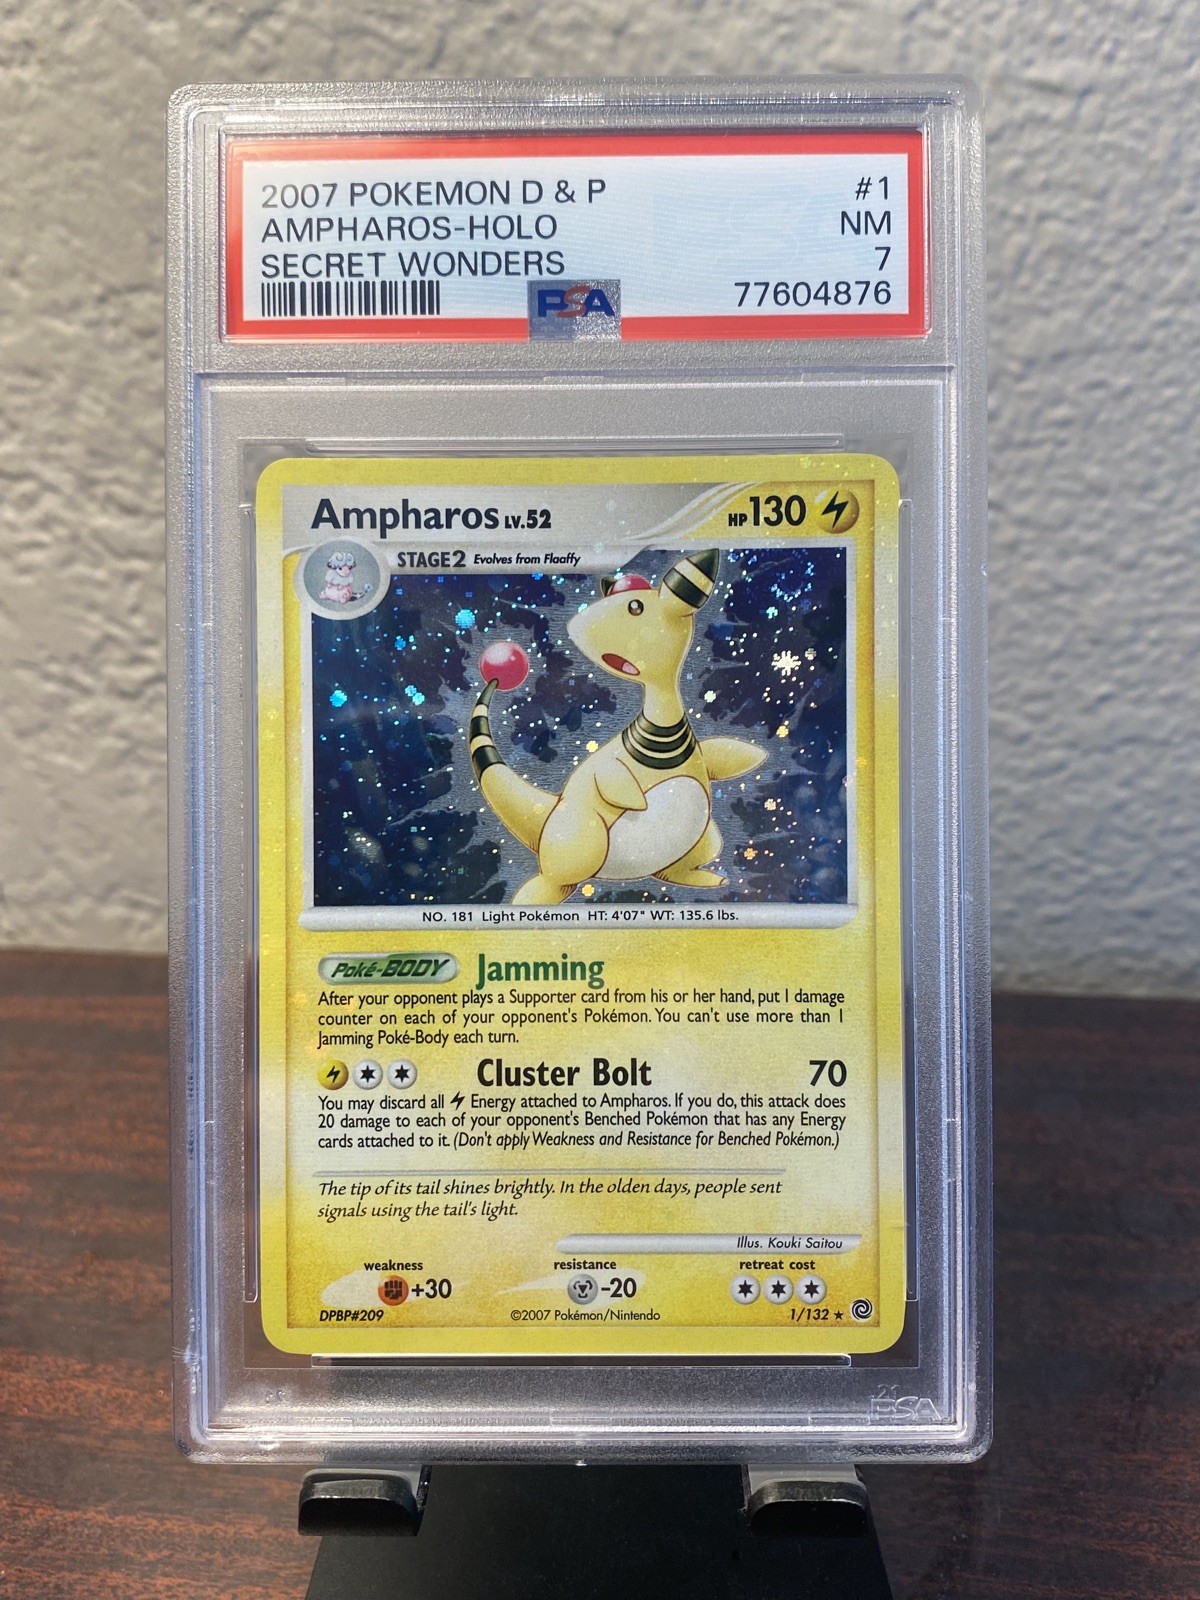 2007 POKEMON D & P #1
AMPHAROS-HOLO NM
SECRET WONDERS 7
PSA 77604876
Ampharos LV.52 HP 130
STAGE2 Evolves from Flaaffy
NO. 181 Light Pokémon HT: 4'07" WT: 135.6 lbs.
Poké-BODY Jamming
After your opponent plays a Supporter card from his or her hand, put 1 damage
counter on each of your opponent's Pokémon. You can't use more than 1
Jamming Poké-Body each turn.
Cluster Bolt 70
You may discard all Energy attached to Ampharos. If you do, this attack does
20 damage to each of your opponent's Benched Pokémon that has any Energy
cards attached to it. (Don't apply Weakness and Resistance for Benched Pokémon.)
The tip of its tail shines brightly. In the olden days, people sent
signals using the tail's light.
Illus. Kouki Saitou
weakness resistance retreat cost
+30 -20
DPBP#209 ©2007 Pokémon/Nintendo 1/132
PSA